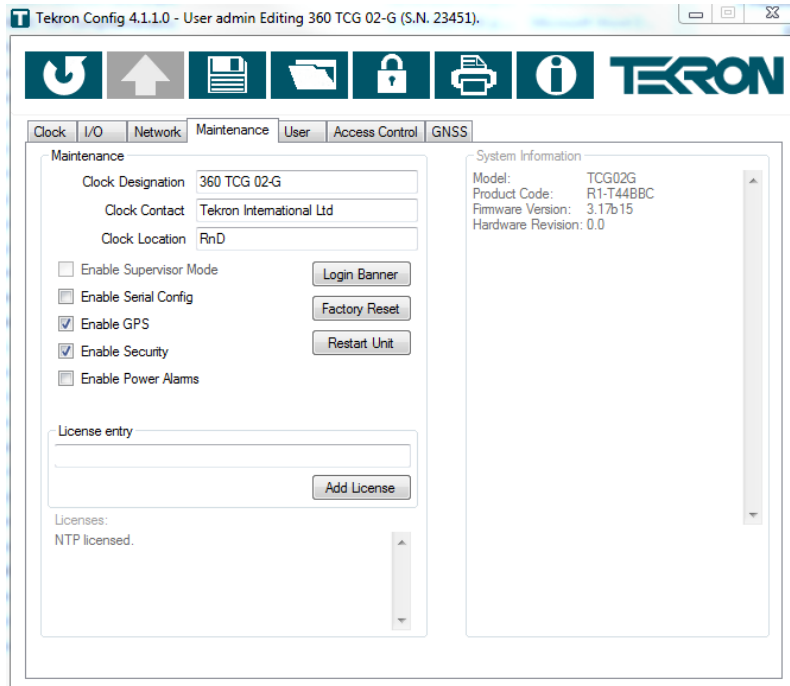 Tekron Config 4.1.1.0 - User admin Editing 360 TCG 02-G (S.N. 23451).
TEKRON
Clock I/O Network Maintenance User Access Control GNSS
Maintenance
Clock Designation 360 TCG 02-G
Clock Contact Tekron International Ltd
Clock Location RnD
Enable Supervisor Mode
Login Banner
Enable Serial Config
Factory Reset
Enable GPS
Restart Unit
Enable Security
Enable Power Alarms
License entry
Add License
Licenses:
NTP licensed.
System Information
Model: TCG02G
Product Code: R1-T44BBC
Firmware Version: 3.17b15
Hardware Revision: 0.0